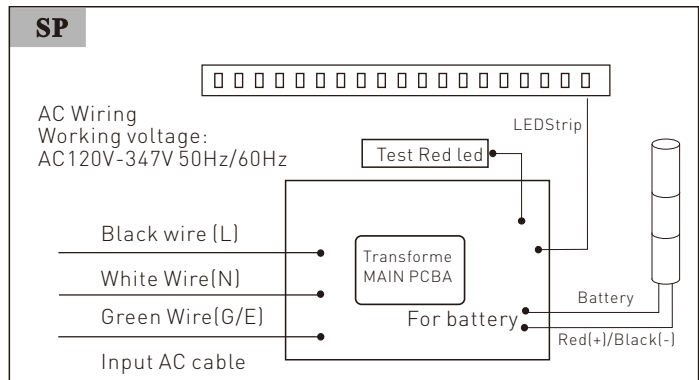 SP
AC Wiring
Working voltage:
AC120V-347V 50Hz/60Hz
LEDStrip
Test Red led
Black wire (L)
White Wire(N)
Green Wire(G/E)
Input AC cable
Transforme
MAIN PCBA
For battery
Battery
Red(+)/Black(-)